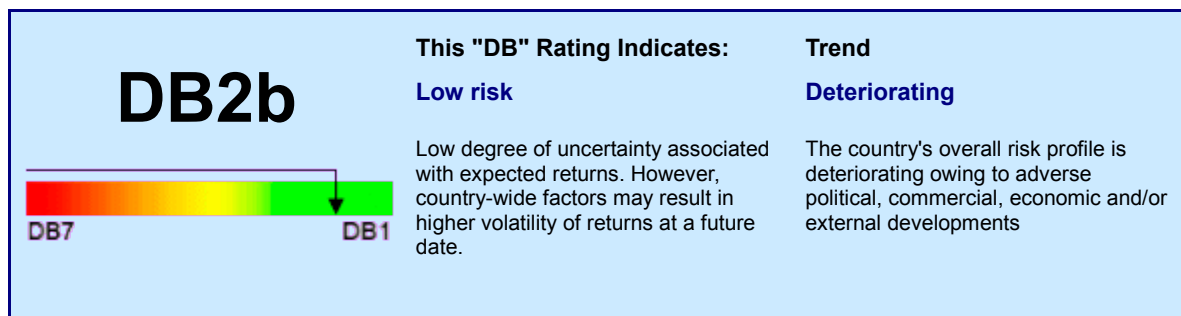 DB2b
DB7
DB1
This "DB" Rating Indicates:
Low risk
Low degree of uncertainty associated
with expected returns. However,
country-wide factors may result in
higher volatility of returns at a future
date.
Trend
Deteriorating
The country's overall risk profile is
deteriorating owing to adverse
political, commercial, economic and/or
external developments